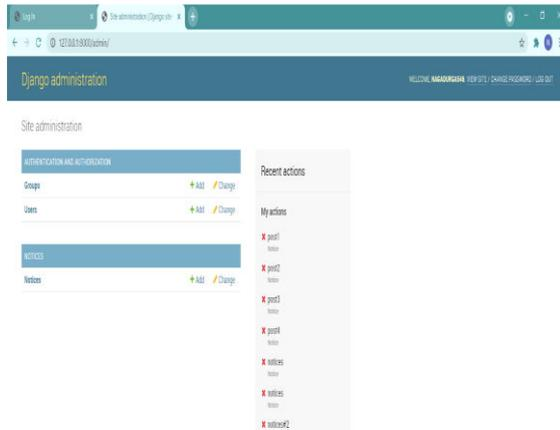 Log In
Site administration | Django site
127.0.0.1:8000/admin/
Django administration
WELCOME, NAGADURGA549. VIEW SITE / CHANGE PASSWORD / LOG OUT
Site administration
AUTHENTICATION AND AUTHORIZATION
Groups + Add Change
Users + Add Change
NOTICES
Notices + Add Change
Recent actions
My actions
post1
Notice
post2
Notice
post3
Notice
post4
Notice
notices
Notice
notices
Notice
notices#2